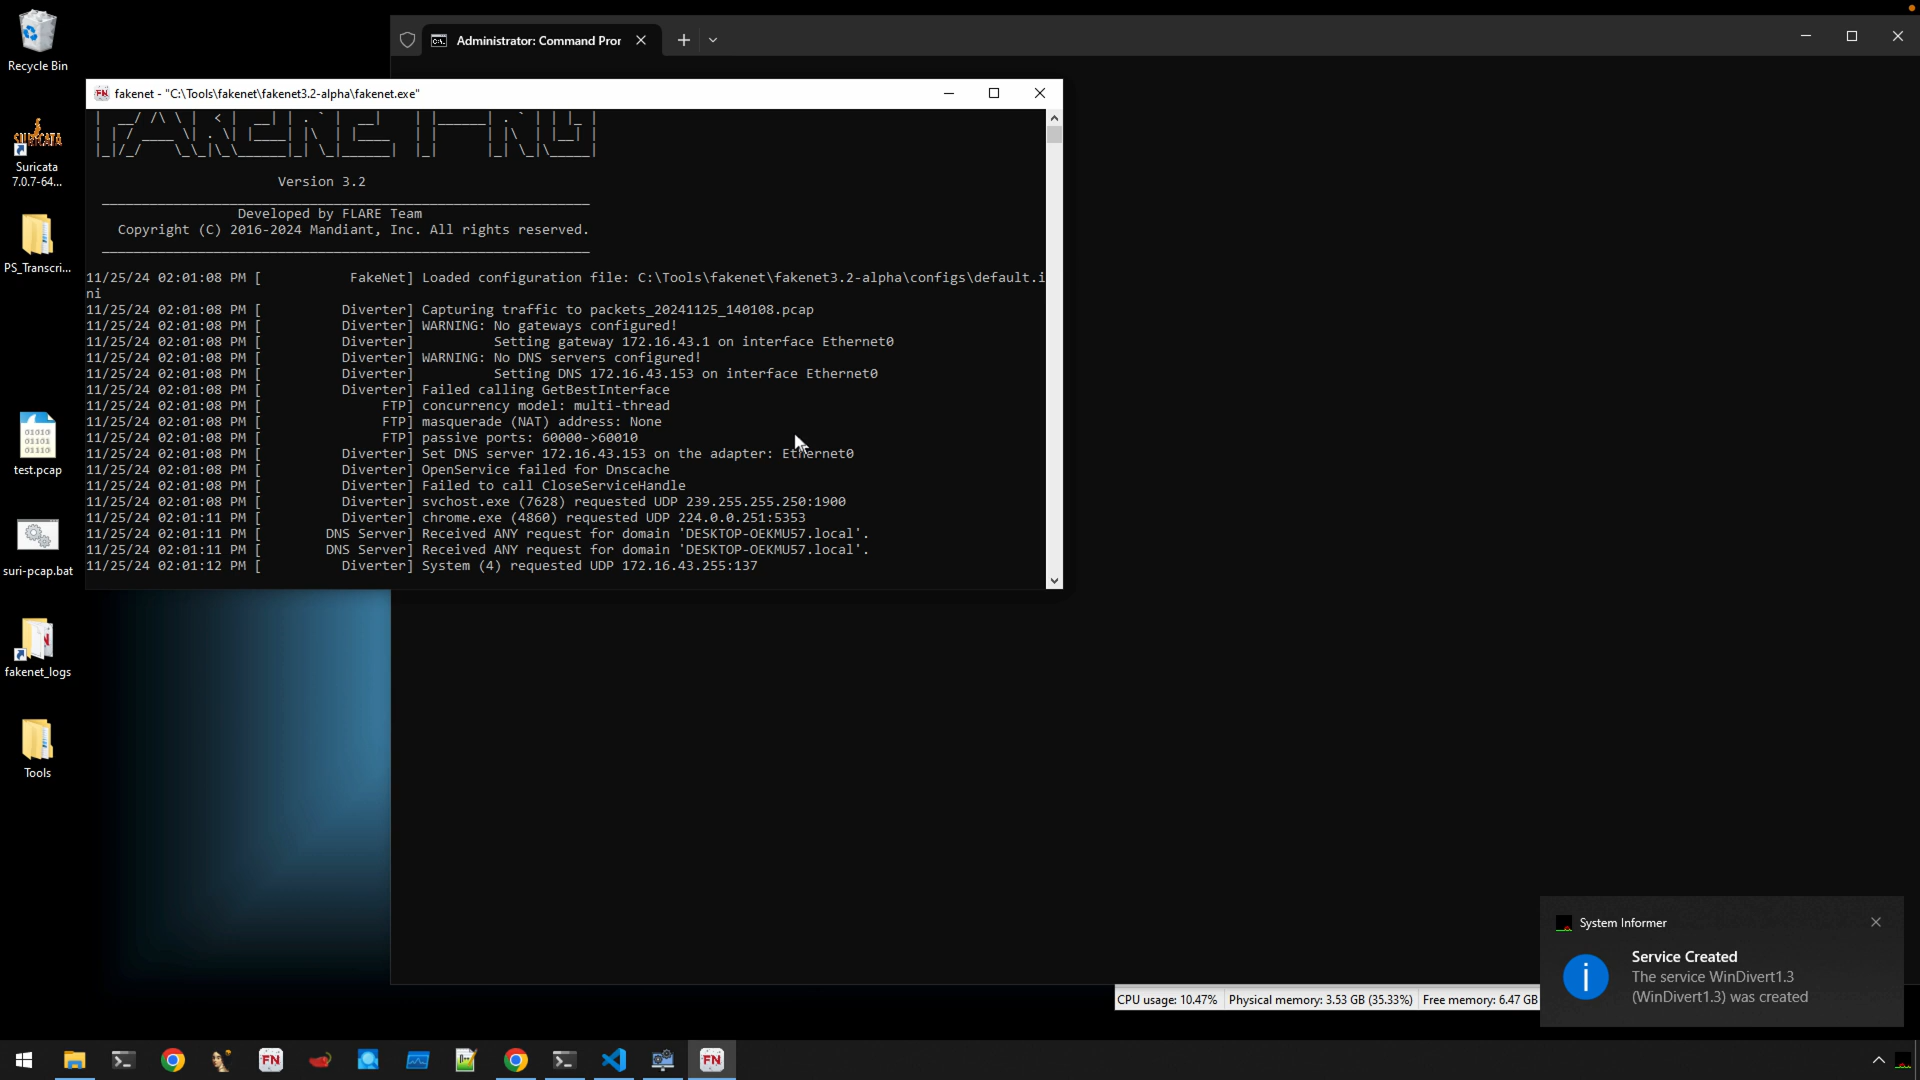 Recycle Bin
SURICATA
Suricata
7.0.7-64...
PS_Transcri...
01010
01101
01110
test.pcap
suri-pcap.bat
fakenet_logs
Tools
Administrator: Command Pror
fakenet - "C:\Tools\fakenet\fakenet3.2-alpha\fakenet.exe"
Version 3.2
Developed by FLARE Team
Copyright (C) 2016-2024 Mandiant, Inc. All rights reserved.
11/25/24 02:01:08 PM [ FakeNet] Loaded configuration file: C:\Tools\fakenet\fakenet3.2-alpha\configs\default.i
ni
11/25/24 02:01:08 PM [ Diverter] Capturing traffic to packets_20241125_140108.pcap
11/25/24 02:01:08 PM [ Diverter] WARNING: No gateways configured!
11/25/24 02:01:08 PM [ Diverter] Setting gateway 172.16.43.1 on interface Ethernet0
11/25/24 02:01:08 PM [ Diverter] WARNING: No DNS servers configured!
11/25/24 02:01:08 PM [ Diverter] Setting DNS 172.16.43.153 on interface Ethernet0
11/25/24 02:01:08 PM [ Diverter] Failed calling GetBestInterface
11/25/24 02:01:08 PM [ FTP] concurrency model: multi-thread
11/25/24 02:01:08 PM [ FTP] masquerade (NAT) address: None
11/25/24 02:01:08 PM [ FTP] passive ports: 60000->60010
11/25/24 02:01:08 PM [ Diverter] Set DNS server 172.16.43.153 on the adapter: Ethernet0
11/25/24 02:01:08 PM [ Diverter] OpenService failed for Dnscache
11/25/24 02:01:08 PM [ Diverter] Failed to call CloseServiceHandle
11/25/24 02:01:08 PM [ Diverter] svchost.exe (7628) requested UDP 239.255.255.250:1900
11/25/24 02:01:11 PM [ Diverter] chrome.exe (4860) requested UDP 224.0.0.251:5353
11/25/24 02:01:11 PM [ DNS Server] Received ANY request for domain 'DESKTOP-OEKMU57.local'.
11/25/24 02:01:11 PM [ DNS Server] Received ANY request for domain 'DESKTOP-OEKMU57.local'.
11/25/24 02:01:12 PM [ Diverter] System (4) requested UDP 172.16.43.255:137
System Informer
Service Created
The service WinDivert1.3
(WinDivert1.3) was created
CPU usage: 10.47% Physical memory: 3.53 GB (35.33%) Free memory: 6.47 GB
FN
FN